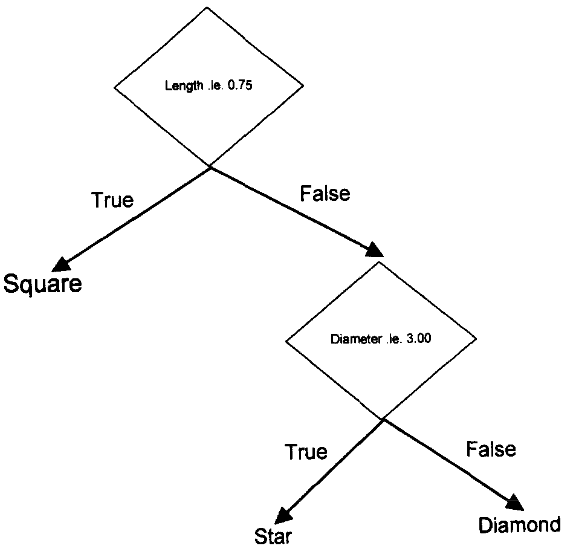 Length .le. 0.75
True
False
Square
Diameter .le. 3.00
True
False
Star
Diamond